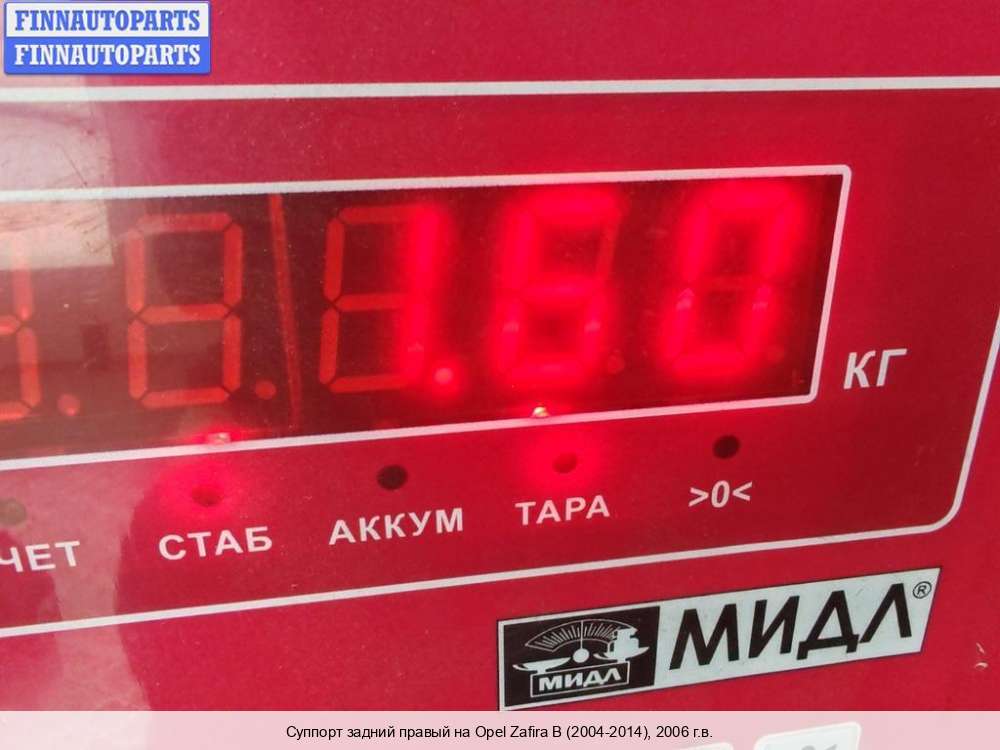 FINNAUTOPARTS
FINNAUTOPARTS
1.60
КГ
ЧЕТ СТАБ АККУМ ТАРА >0<
МИДЛ
МИДЛ®
Суппорт задний правый на Opel Zafira B (2004-2014), 2006 г.в.